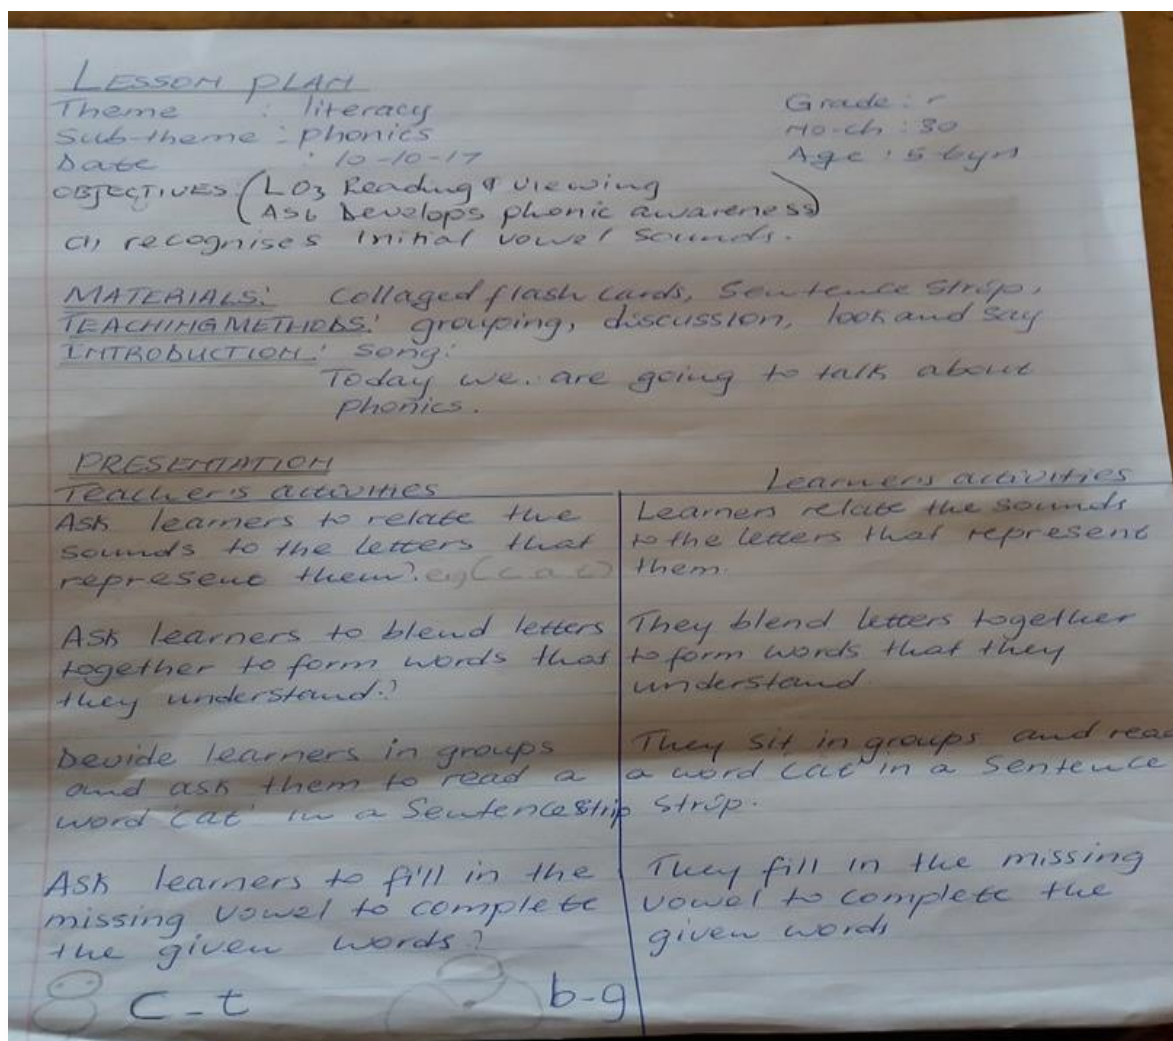 LESSON PLAN
Theme : literacy Grade : r
Sub-theme : phonics No-ch : 30
Date : 10-10-17 Age : 5-6yrs
OBJECTIVES (LO3 Reading & viewing
AS6 Develops phonic awareness)
a) recognises initial vowel sounds.
MATERIALS: Collaged flash cards, Sentence Strip,
TEACHING METHODS: grouping, discussion, look and say
INTRODUCTION: Song:
Today we. are going to talk about
phonics.
PRESENTATION
Teacher's activities
Ask learners to relate the
sounds to the letters that
represent them? eg (c a t)
Ask learners to blend letters
together to form words that
they understand.?
Devide learners in groups
and ask them to read a
word 'cat' in a Sentence strip
Ask learners to fill in the
missing vowel to complete
the given words?
c - t b - g
Learners activities
Learners relate the sounds
to the letters that represent
them.
They blend letters together
to form words that they
understand
They sit in groups and read
a word cat in a Sentence
strip.
They fill in the missing
vowel to complete the
given words